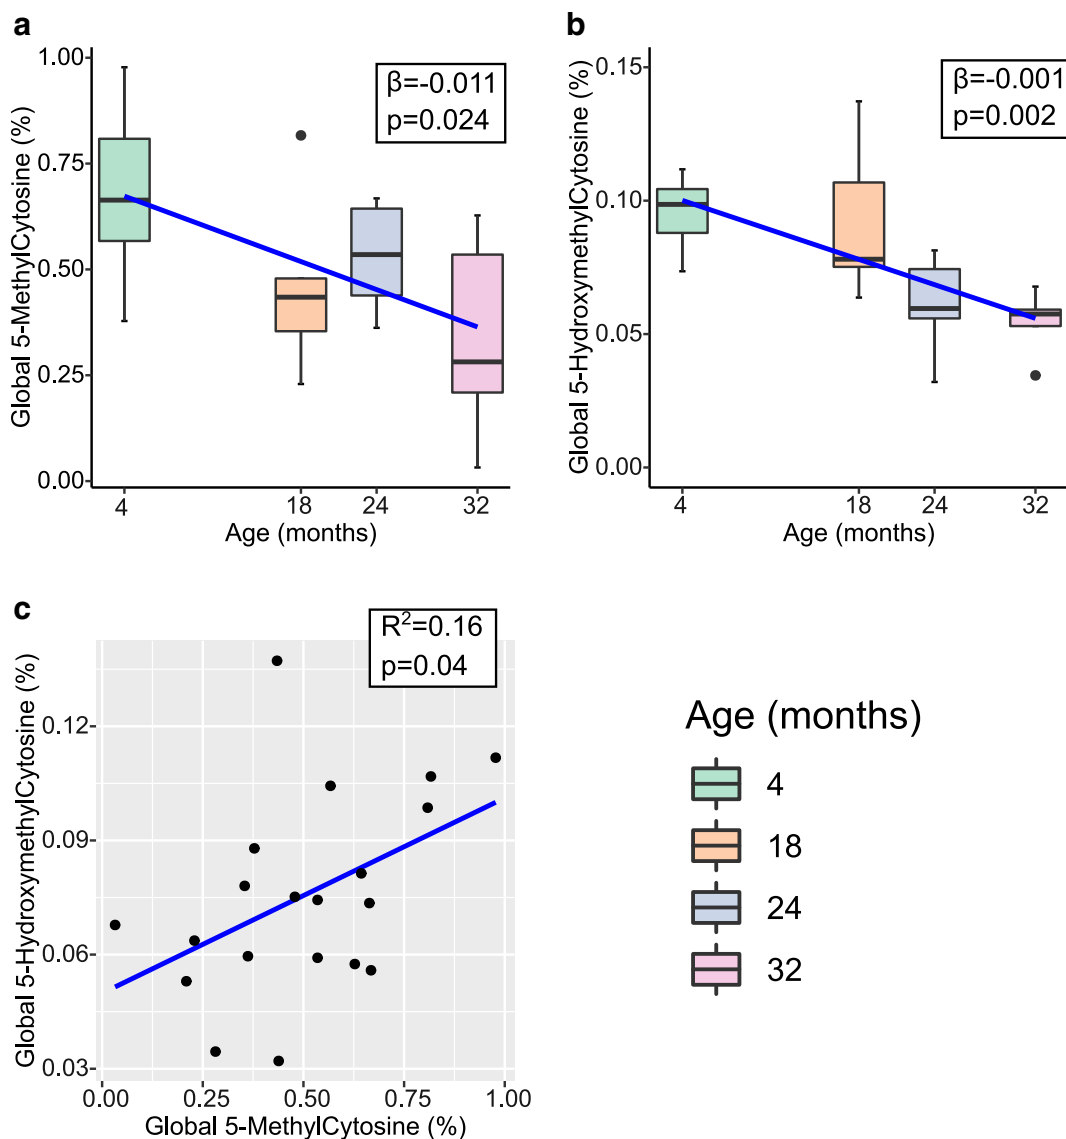 a
Global 5-MethylCytosine (%)
1.00
0.75
0.50
0.25
0.00
β=-0.011
p=0.024
4
18
24
32
Age (months)
b
Global 5-HydroxymethylCytosine (%)
0.15
0.10
0.05
0.00
β=-0.001
p=0.002
4
18
24
32
Age (months)
c
Global 5-HydroxymethylCytosine (%)
0.12
0.09
0.06
0.03
R²=0.16
p=0.04
0.00
0.25
0.50
0.75
1.00
Global 5-MethylCytosine (%)
Age (months)
4
18
24
32